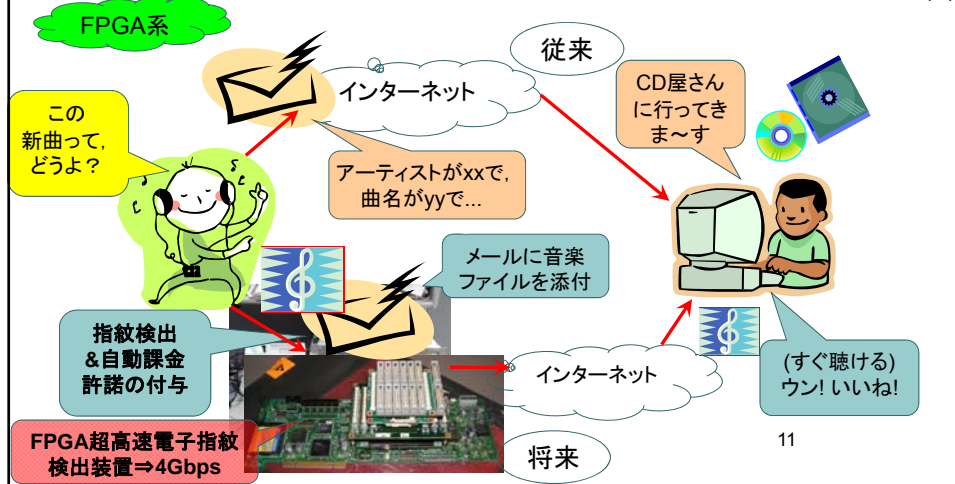 FPGA系
従来
インターネット
CD屋さん
に行ってき
ま～す
この
新曲って,
どうよ？
アーティストがxxで,
曲名がyyで...
メールに音楽
ファイルを添付
指紋検出
&自動課金
許諾の付与
インターネット
(すぐ聴ける)
ウン! いいね!
FPGA超高速電子指紋
検出装置⇒4Gbps
将来
11